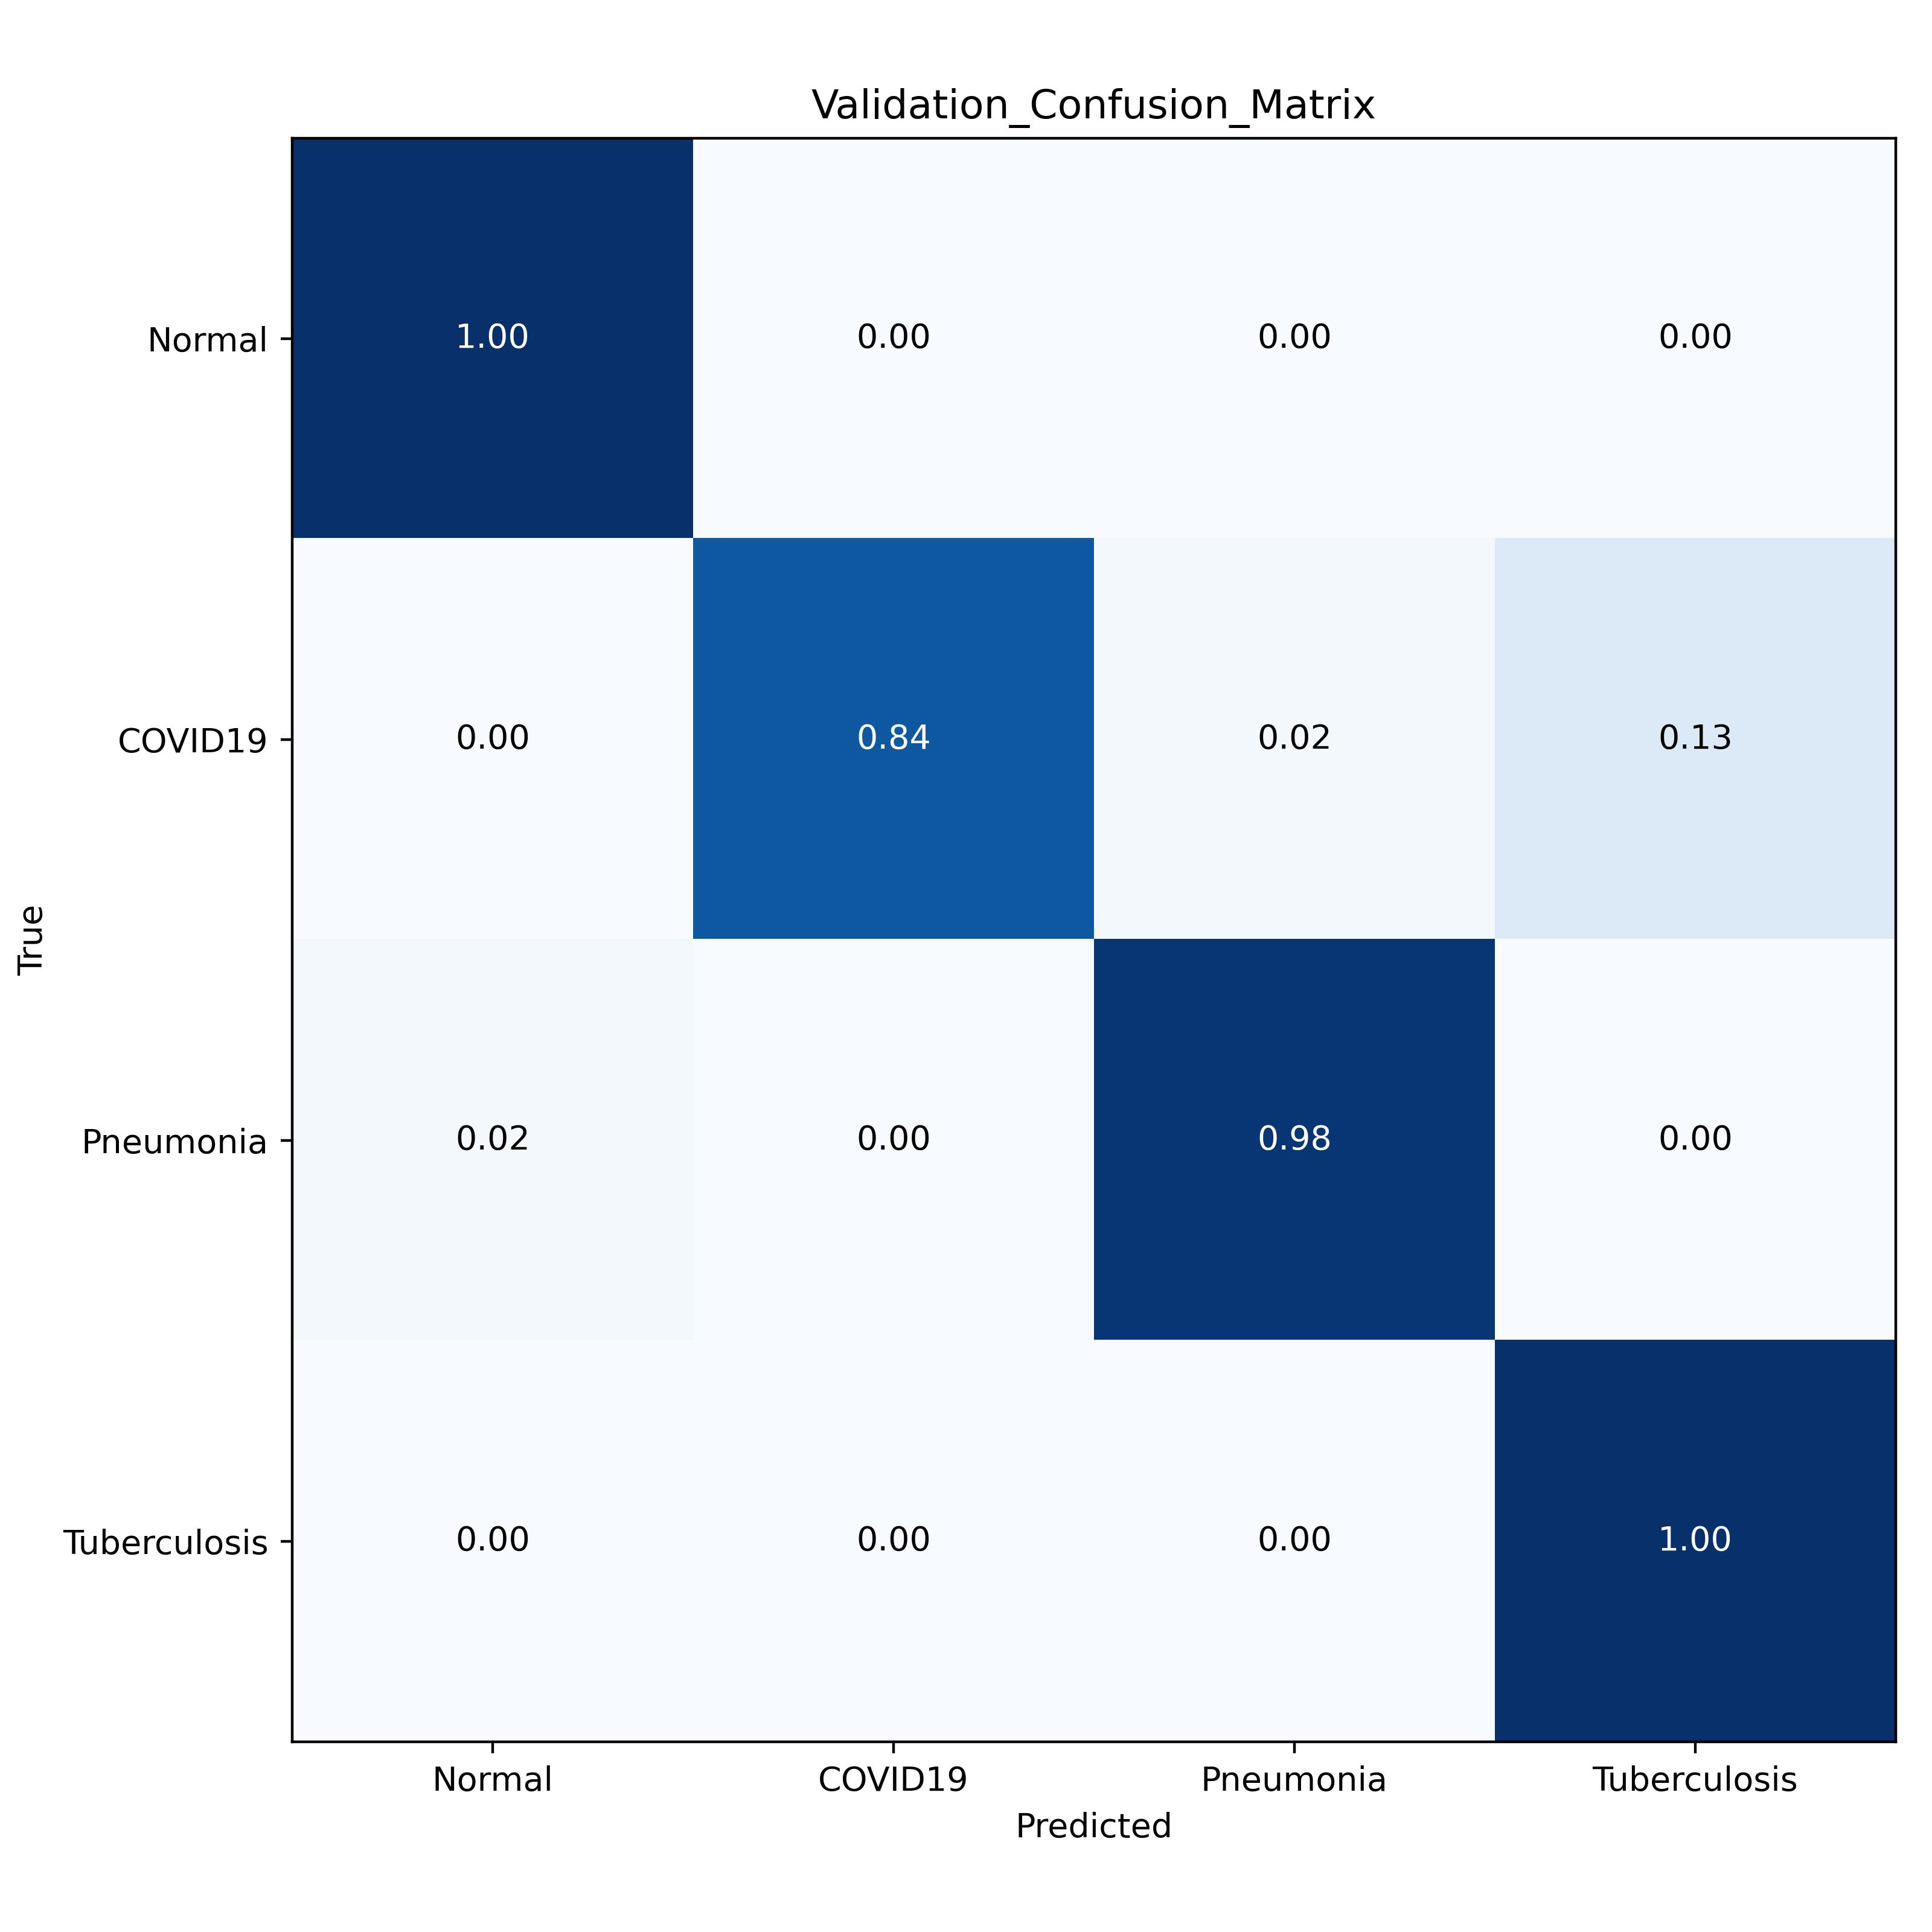 Validation_Confusion_Matrix
Normal 1.00 0.00 0.00 0.00
COVID19 0.00 0.84 0.02 0.13
True
Pneumonia 0.02 0.00 0.98 0.00
Tuberculosis 0.00 0.00 0.00 1.00
Normal COVID19 Pneumonia Tuberculosis
Predicted